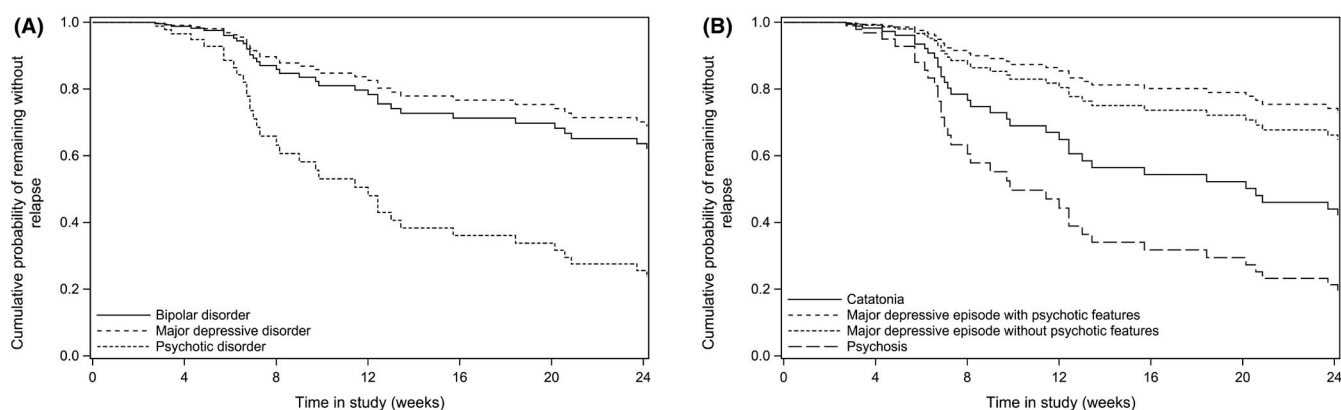 (A)
1.0
0.8
0.6
0.4
0.2
0.0
Cumulative probability of remaining without
relapse
Bipolar disorder
Major depressive disorder
Psychotic disorder
0 4 8 12 16 20 24
Time in study (weeks)
(B)
1.0
0.8
0.6
0.4
0.2
0.0
Cumulative probability of remaining without
relapse
Catatonia
Major depressive episode with psychotic features
Major depressive episode without psychotic features
Psychosis
0 4 8 12 16 20 24
Time in study (weeks)